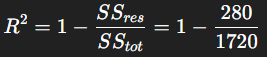 R² = 1 − SS_res / SS_tot = 1 − 280 / 1720